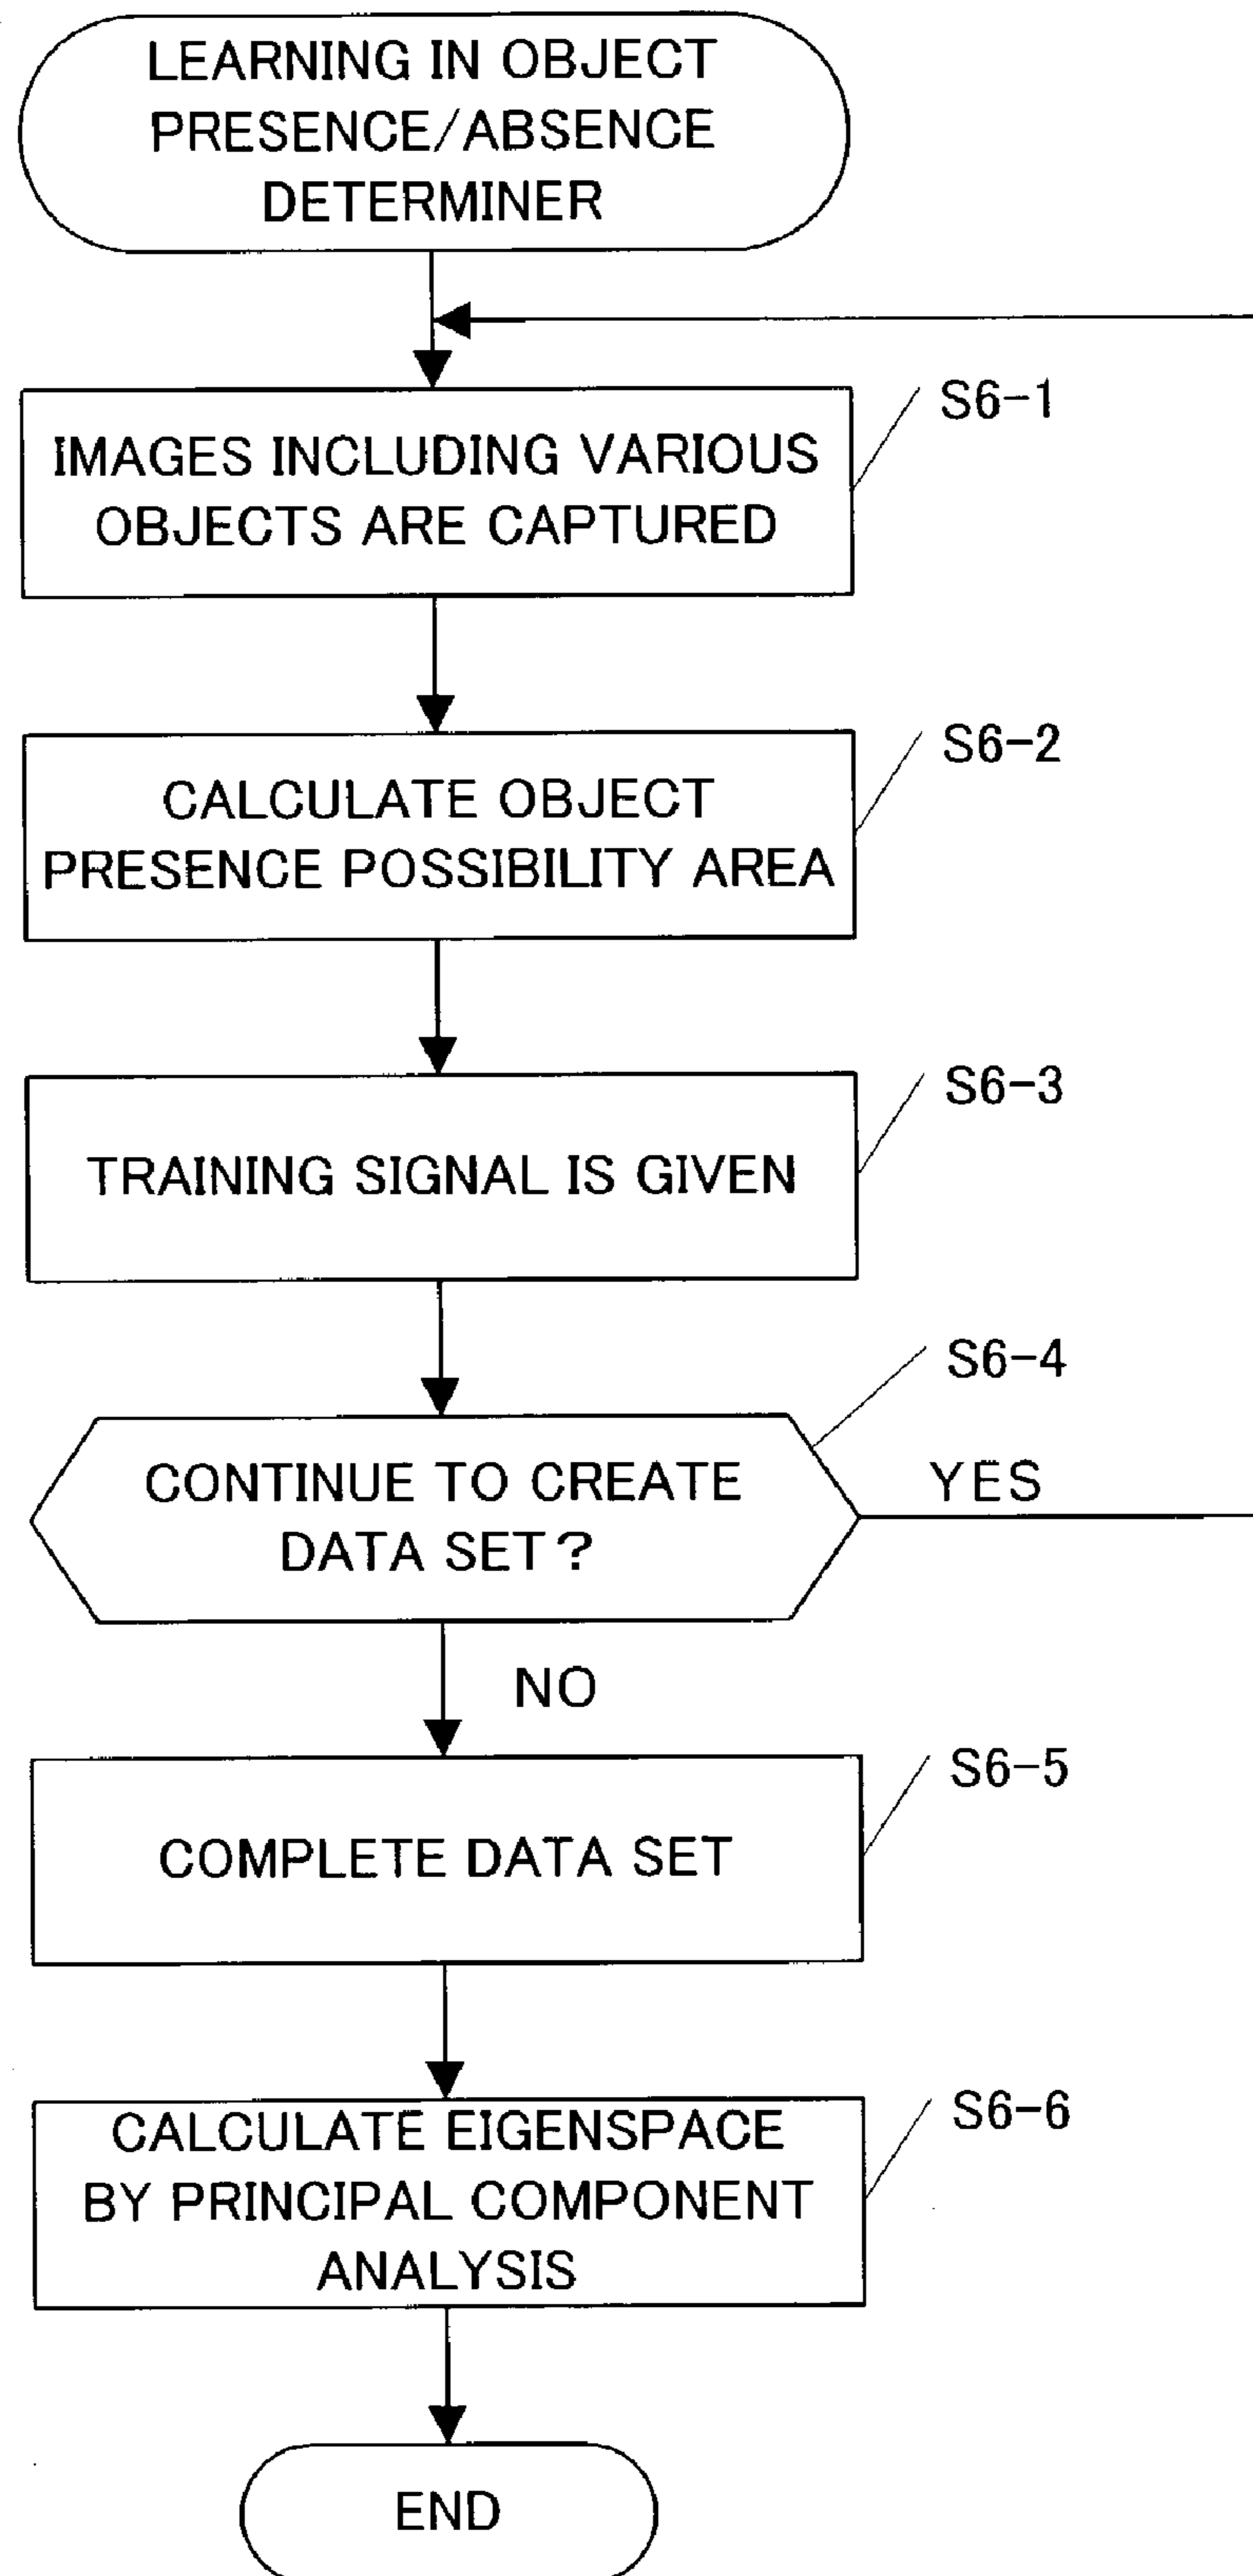 LEARNING IN OBJECT
PRESENCE/ABSENCE
DETERMINER
S6-1
IMAGES INCLUDING VARIOUS
OBJECTS ARE CAPTURED
S6-2
CALCULATE OBJECT
PRESENCE POSSIBILITY AREA
S6-3
TRAINING SIGNAL IS GIVEN
S6-4
CONTINUE TO CREATE
DATA SET?
YES
NO
S6-5
COMPLETE DATA SET
S6-6
CALCULATE EIGENSPACE
BY PRINCIPAL COMPONENT
ANALYSIS
END